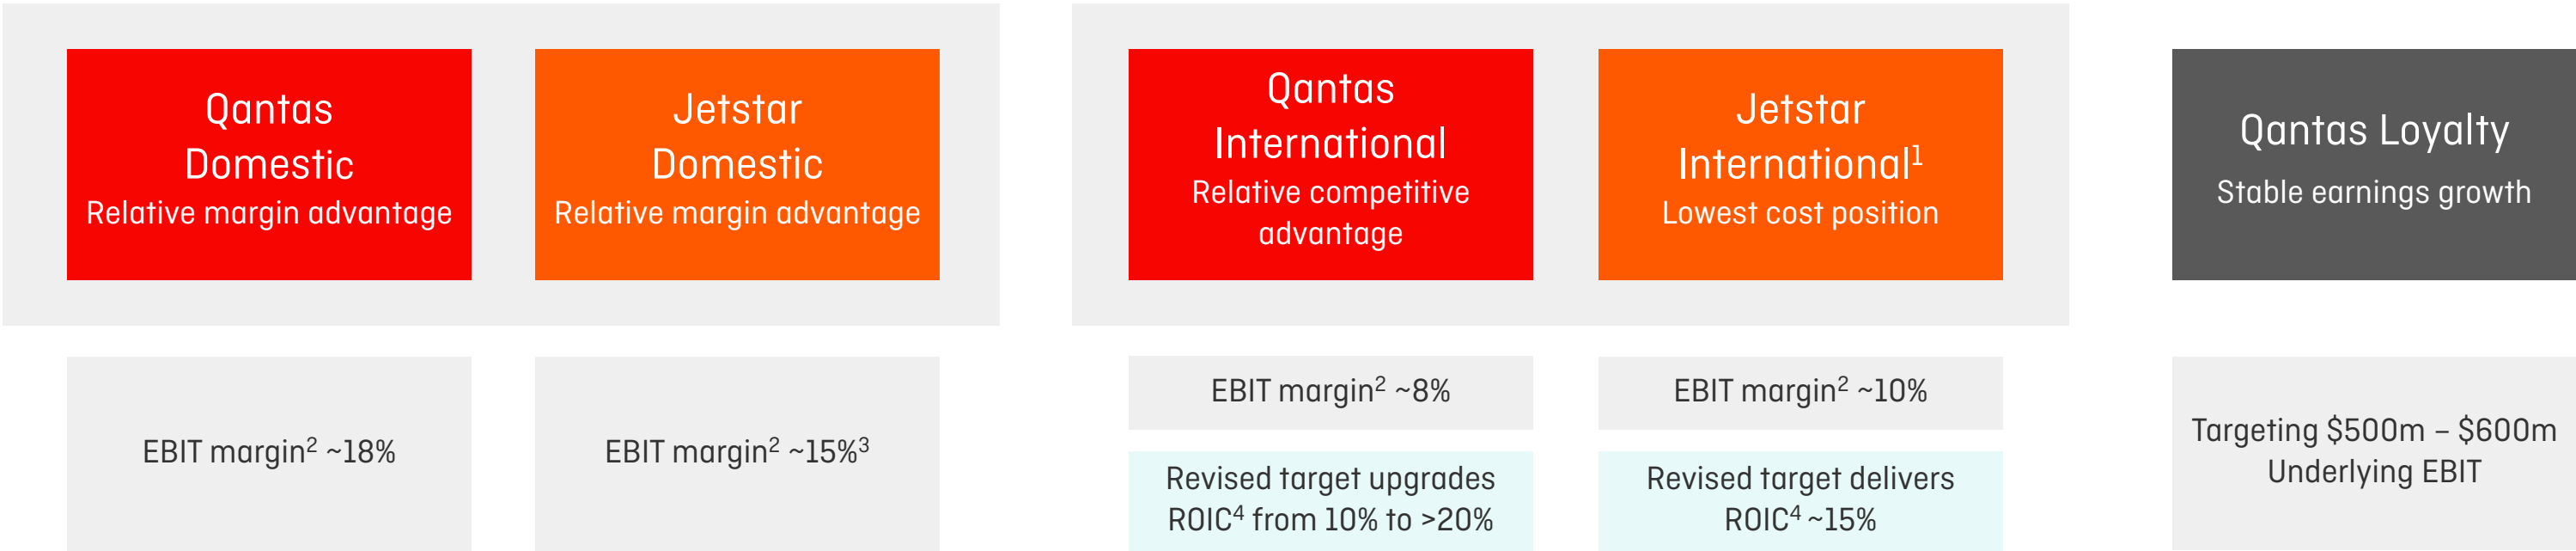 Qantas
Domestic
Relative margin advantage
Jetstar
Domestic
Relative margin advantage
Qantas
International
Relative competitive
advantage
Jetstar
International¹
Lowest cost position
Qantas Loyalty
Stable earnings growth
EBIT margin² ~18%
EBIT margin² ~15%³
EBIT margin² ~8%
Revised target upgrades
ROIC⁴ from 10% to >20%
EBIT margin² ~10%
Revised target delivers
ROIC⁴ ~15%
Targeting $500m – $600m
Underlying EBIT